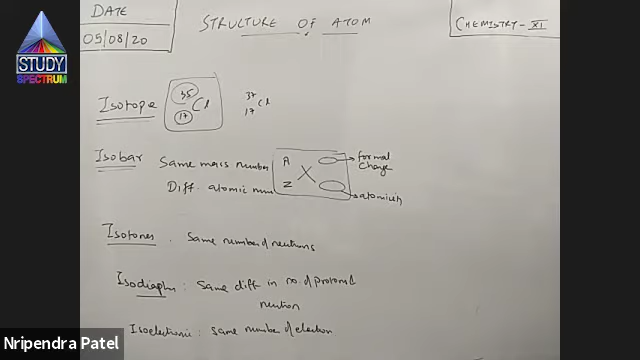 DATE
05/08/20
STRUCTURE OF ATOM
CHEMISTRY - XI
STUDY
SPECTRUM
Isotope
35
17 Cl
37
17 Cl
Isobar Same mass number
Diff. atomic num
A
Z X
formal
charge
atomicity
Isotones. Same number of neutrons
Isodiaphs : Same diff in no. of protons &
neutron
Isoelectronic : same number of electron
Nripendra Patel